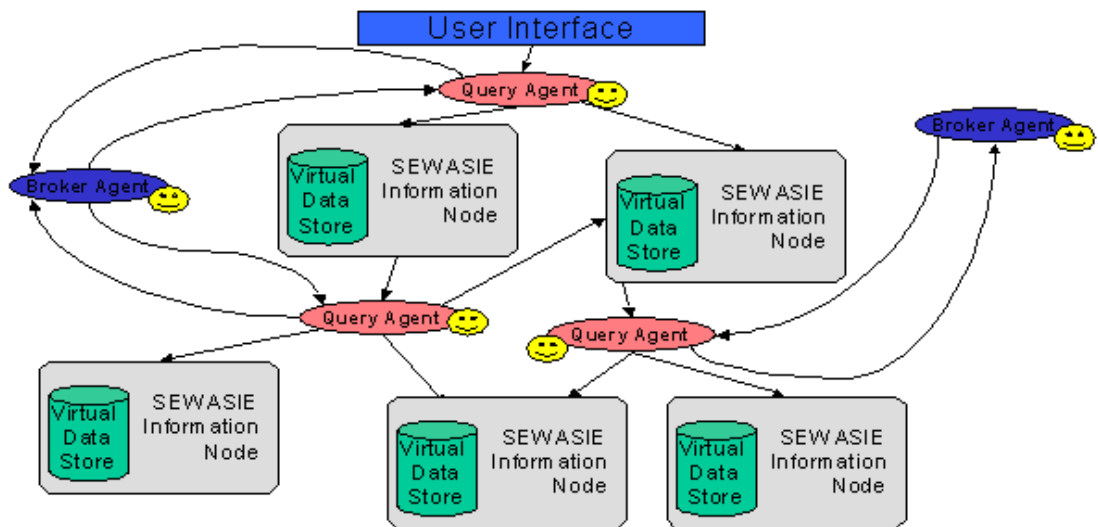 User Interface
Query Agent
Broker Agent
Virtual
Data
Store
SEWASIE
Information
Node
Broker Agent
Virtual
Data
Store
SEWASIE
Information
Node
Query Agent
Query Agent
Virtual
Data
Store
SEWASIE
Information
Node
Virtual
Data
Store
SEWASIE
Information
Node
Virtual
Data
Store
SEWASIE
Information
Node